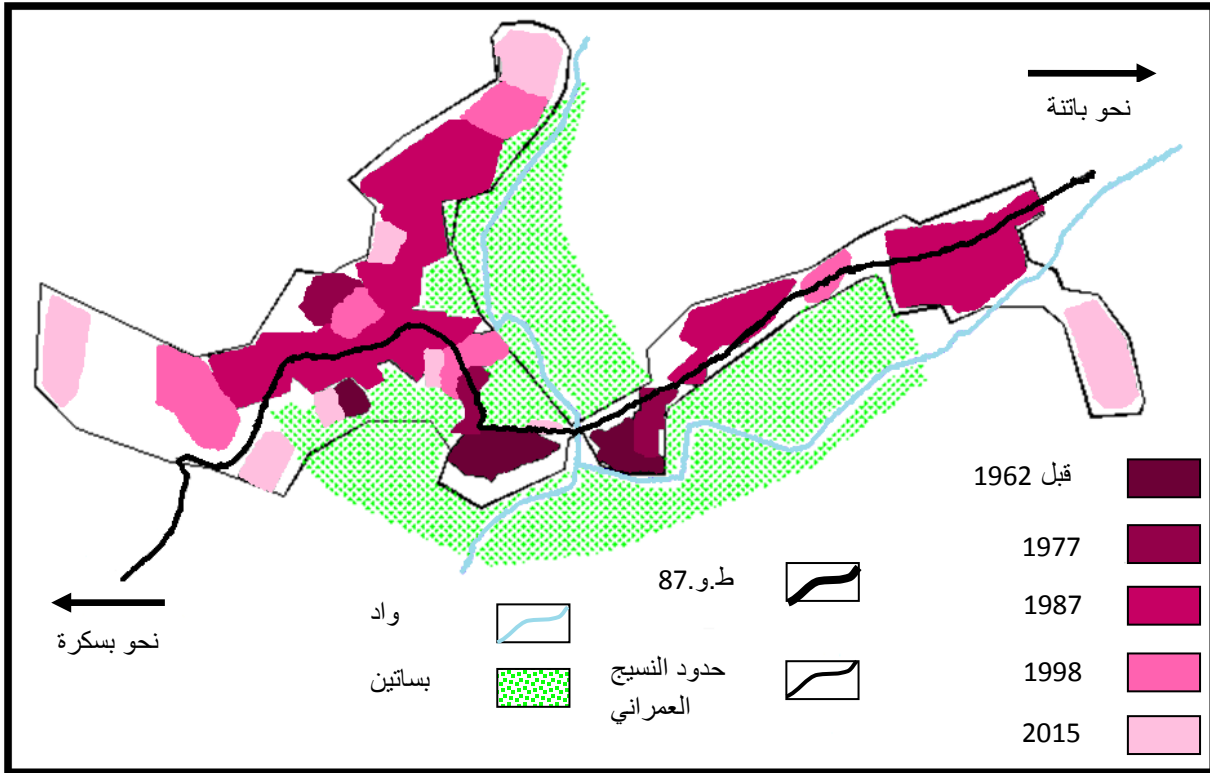 نحو باتنة
قبل 1962
1977
1987
1998
2015
ط.و.87
حدود النسيج
العمراني
واد
بساتين
نحو بسكرة